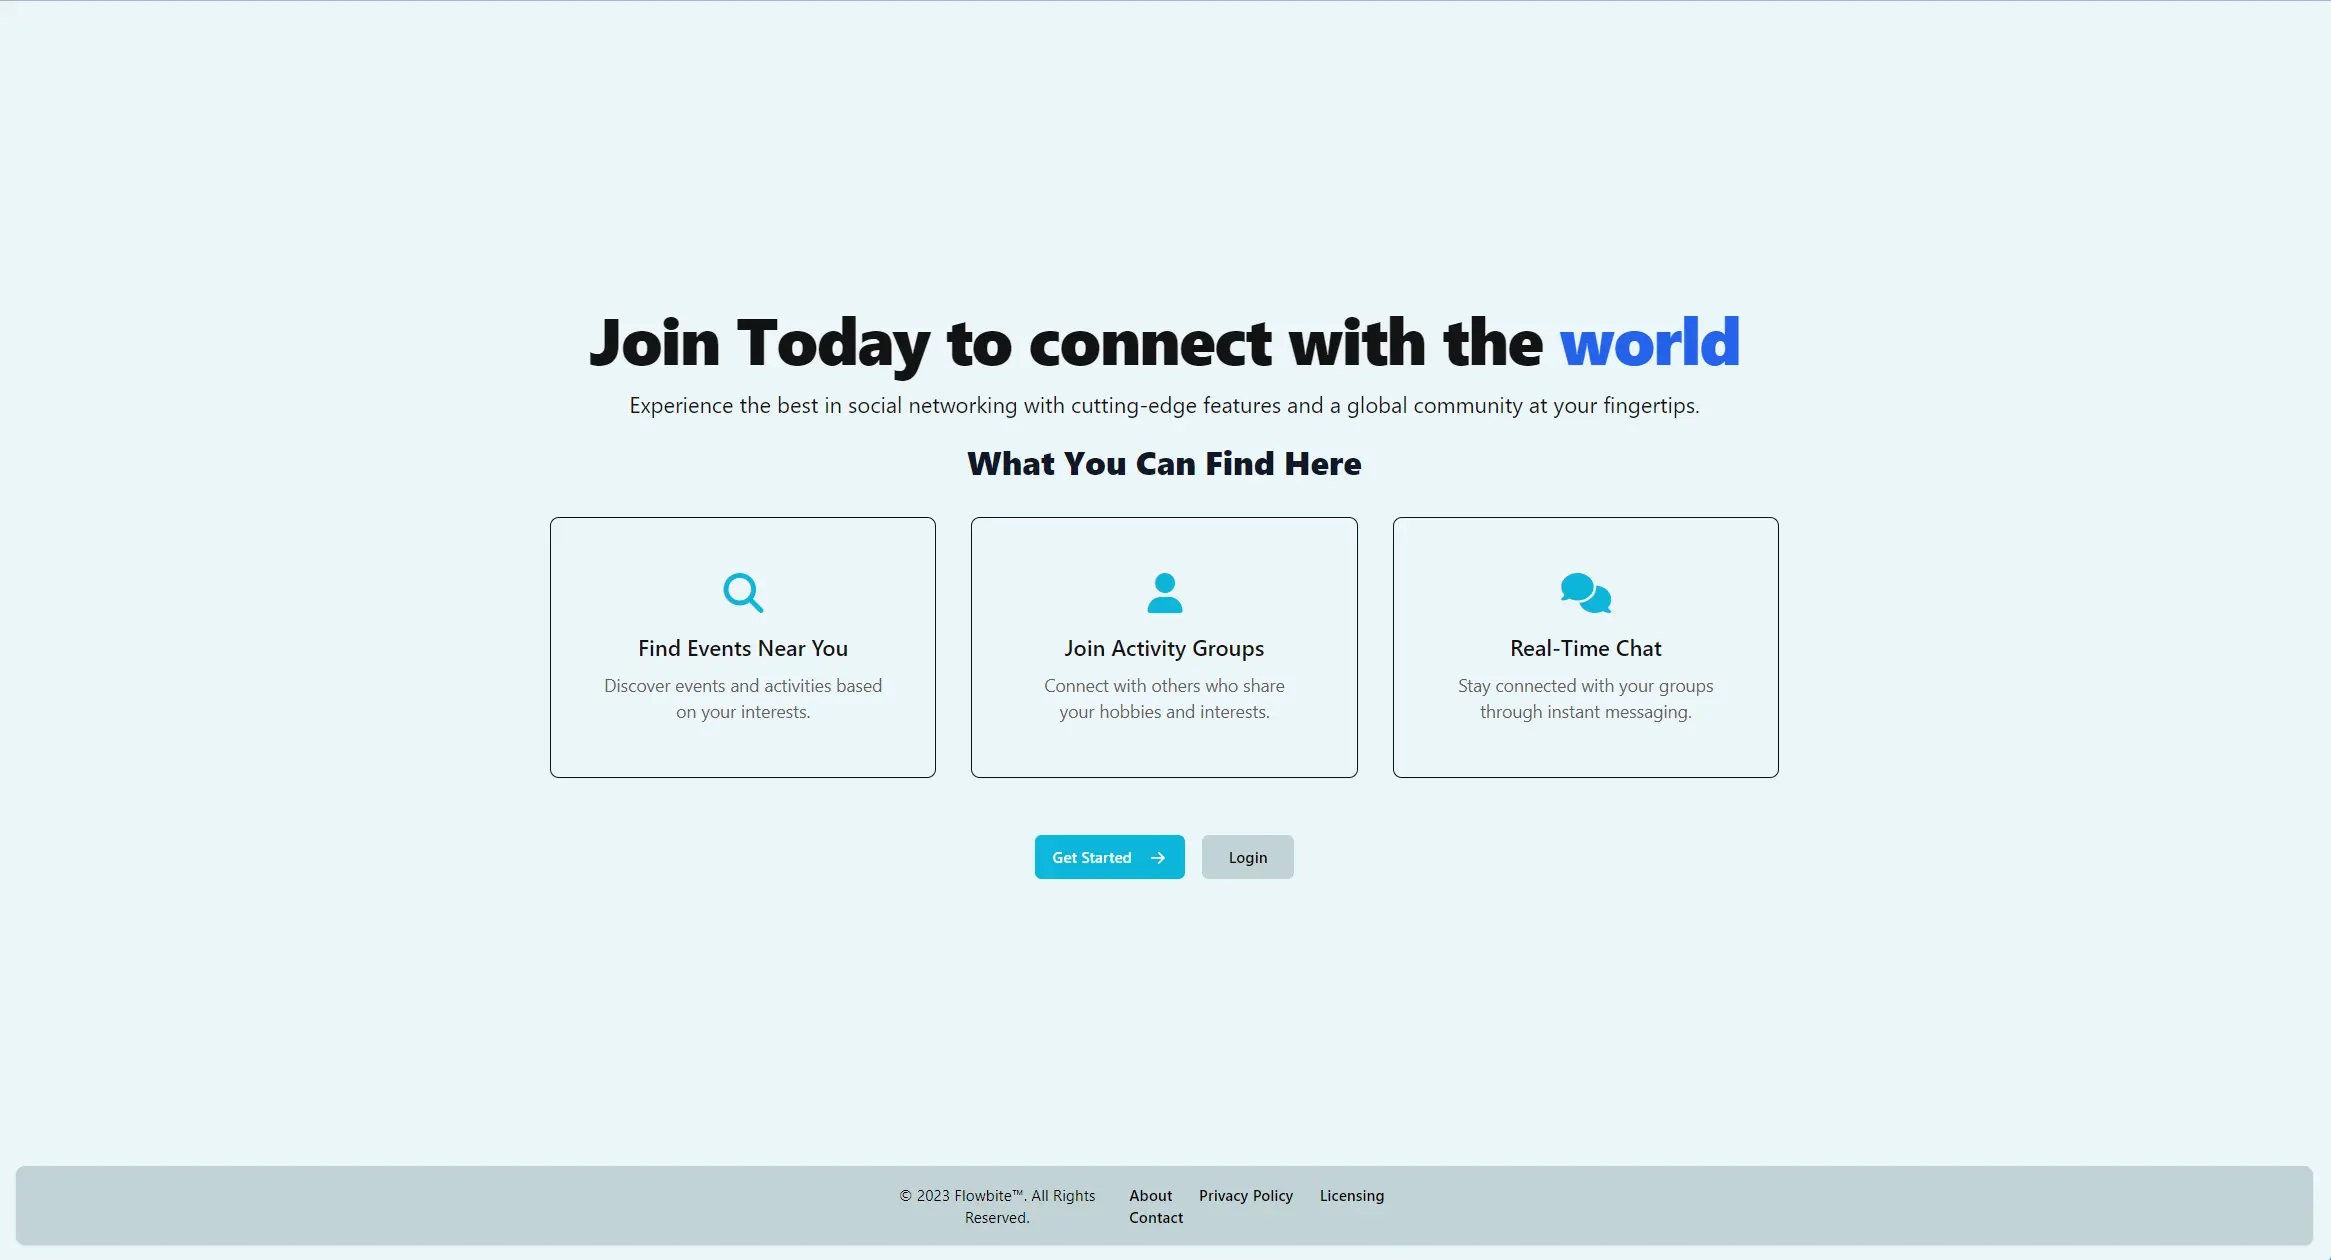 Join Today to connect with the world
Experience the best in social networking with cutting-edge features and a global community at your fingertips.
What You Can Find Here
Find Events Near You
Discover events and activities based
on your interests.
Join Activity Groups
Connect with others who share
your hobbies and interests.
Real-Time Chat
Stay connected with your groups
through instant messaging.
Get Started
Login
© 2023 Flowbite™. All Rights
Reserved.
About Privacy Policy Licensing
Contact